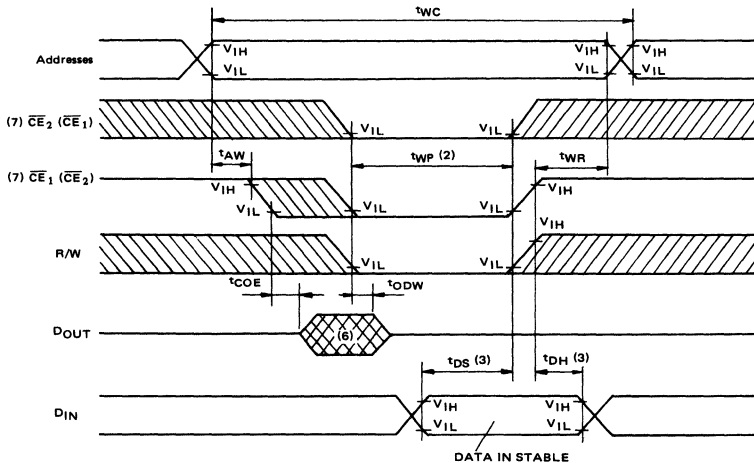 tWC
Addresses
VIH
VIH
VIL
VIL
(7) CE2 (CE1)
VIL
VIL
tAW
tWP (2)
tWR
(7) CE1 (CE2)
VIH
VIL
VIL
VIL
VIH
R/W
VIL
VIL
VIH
tCOE
tODW
DOUT
(6)
tDS (3)
tDH (3)
DIN
VIH
VIH
VIL
VIL
DATA IN STABLE